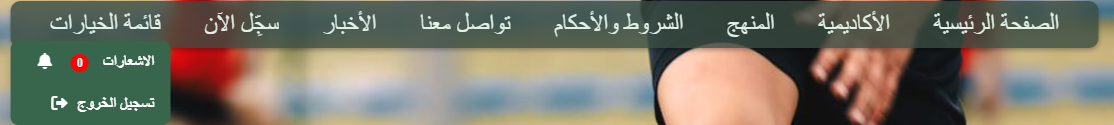 الصفحة الرئيسية الأكاديمية المنهج الشروط والأحكام تواصل معنا الأخبار سجّل الآن قائمة الخيارات
الاشعارات 0
تسجيل الخروج